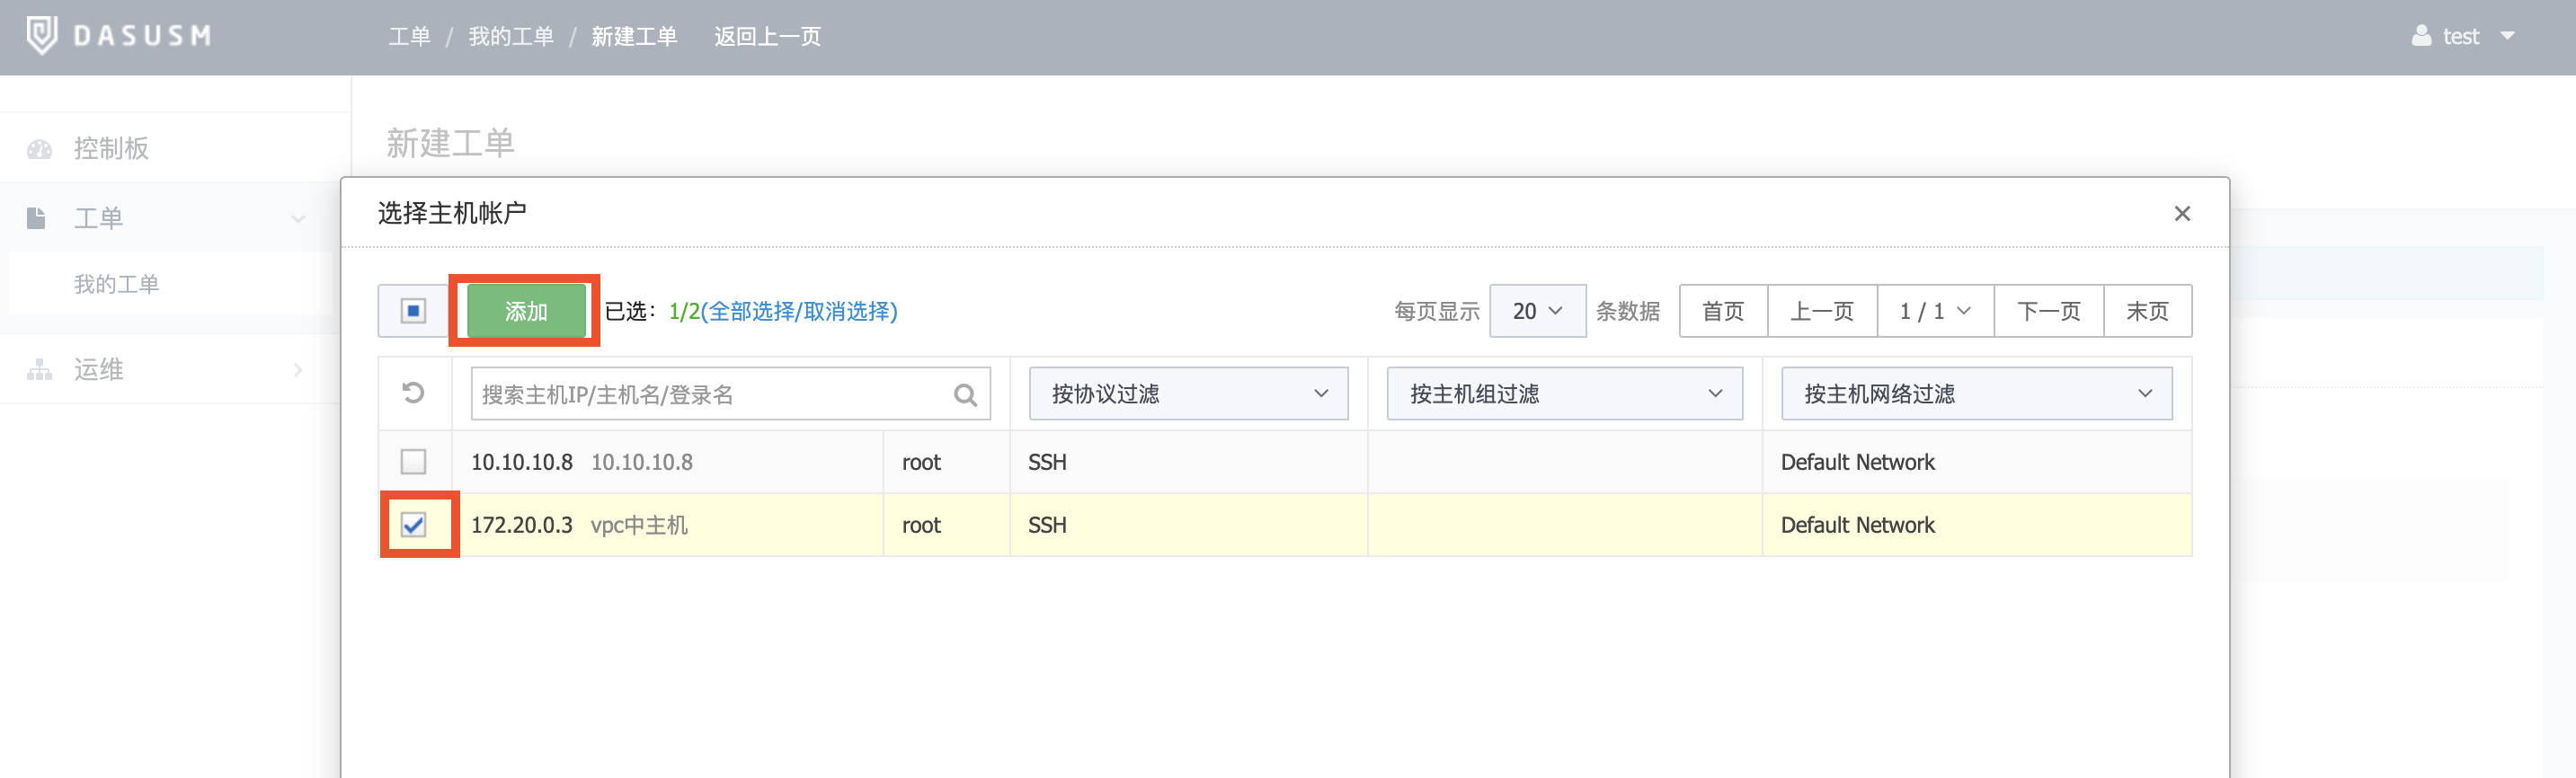 DASUSM
工单 / 我的工单 / 新建工单 返回上一页
test
控制板
工单
我的工单
运维
新建工单
选择主机帐户
添加 已选: 1/2(全部选择/取消选择)
每页显示 20 条数据 首页 上一页 1 / 1 下一页 末页
搜索主机IP/主机名/登录名 按协议过滤 按主机组过滤 按主机网络过滤
10.10.10.8 10.10.10.8 root SSH Default Network
172.20.0.3 vpc中主机 root SSH Default Network